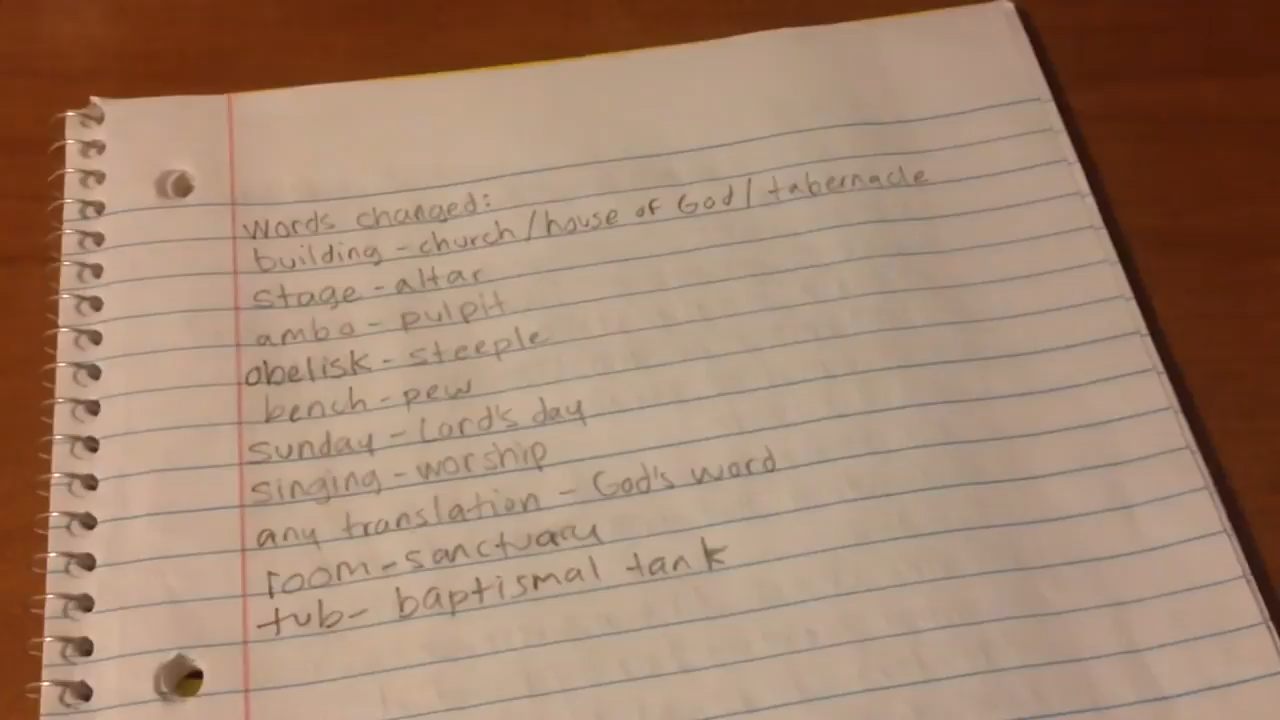 words changed:
building - church/house of God/tabernacle
stage - altar
ambo - pulpit
obelisk - steeple
bench - pew
sunday - Lord's day
singing - worship
any translation - God's word
room - sanctuary
tub - baptismal tank